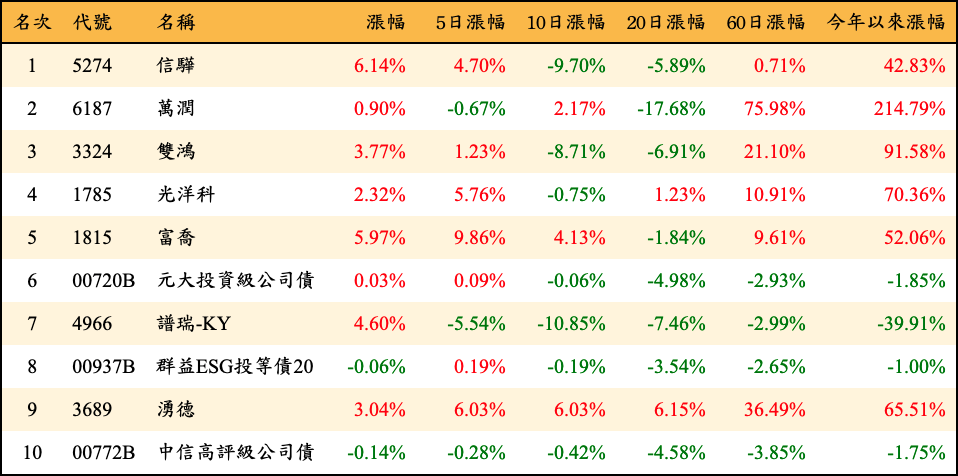 名次 代號 名稱 漲幅 5日漲幅 10日漲幅 20日漲幅 60日漲幅 今年以來漲幅
1 5274 信驊 6.14% 4.70% -9.70% -5.89% 0.71% 42.83%
2 6187 萬潤 0.90% -0.67% 2.17% -17.68% 75.98% 214.79%
3 3324 雙鴻 3.77% 1.23% -8.71% -6.91% 21.10% 91.58%
4 1785 光洋科 2.32% 5.76% -0.75% 1.23% 10.91% 70.36%
5 1815 富喬 5.97% 9.86% 4.13% -1.84% 9.61% 52.06%
6 00720B 元大投資級公司債 0.03% 0.09% -0.06% -4.98% -2.93% -1.85%
7 4966 譜瑞-KY 4.60% -5.54% -10.85% -7.46% -2.99% -39.91%
8 00937B 群益ESG投等債20 -0.06% 0.19% -0.19% -3.54% -2.65% -1.00%
9 3689 湧德 3.04% 6.03% 6.03% 6.15% 36.49% 65.51%
10 00772B 中信高評級公司債 -0.14% -0.28% -0.42% -4.58% -3.85% -1.75%